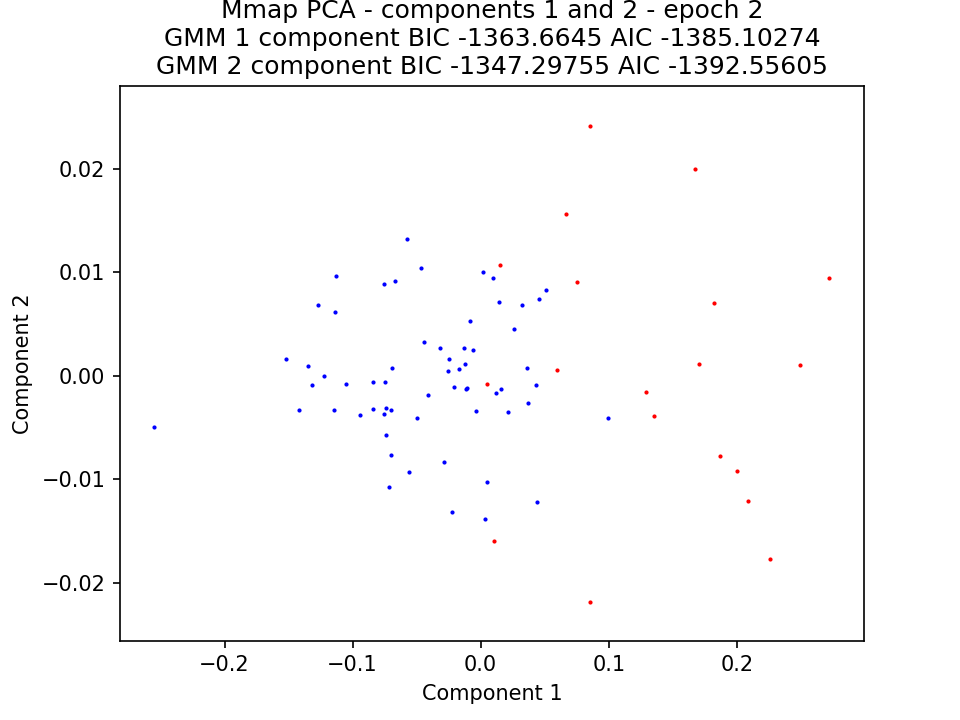 Mmap PCA - components 1 and 2 - epoch 2
GMM 1 component BIC -1363.6645 AIC -1385.10274
GMM 2 component BIC -1347.29755 AIC -1392.55605
0.02
0.01
0.00
−0.01
−0.02
Component 2
−0.2
−0.1
0.0
0.1
0.2
Component 1